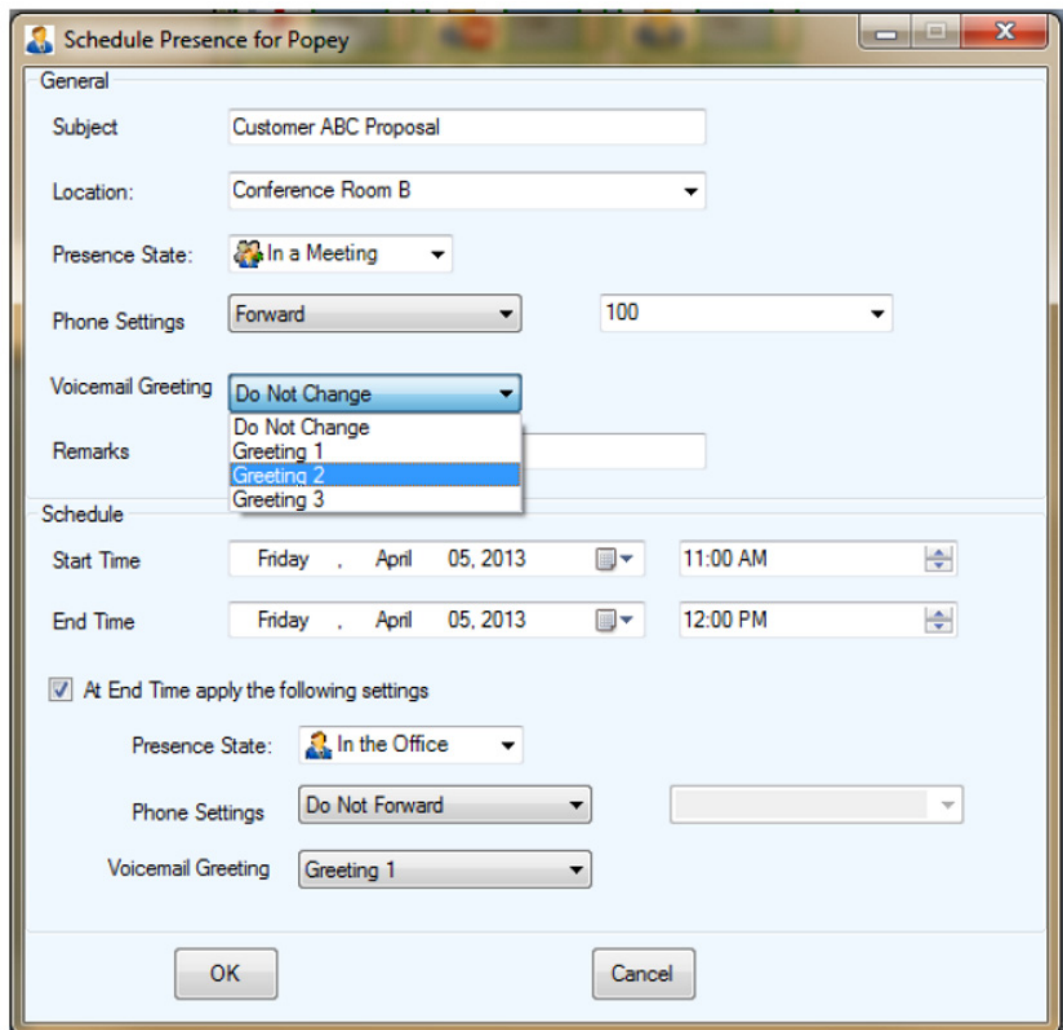 Schedule Presence for Popey
General
Subject Customer ABC Proposal
Location: Conference Room B
Presence State: In a Meeting
Phone Settings Forward 100
Voicemail Greeting Do Not Change
Do Not Change
Greeting 1
Remarks
Greeting 2
Greeting 3
Schedule
Start Time Friday , April 05, 2013 11:00 AM
End Time Friday , April 05, 2013 12:00 PM
At End Time apply the following settings
Presence State: In the Office
Phone Settings Do Not Forward
Voicemail Greeting Greeting 1
OK Cancel